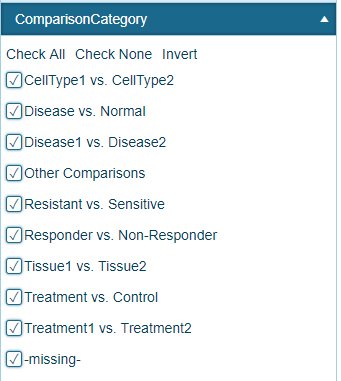 ComparisonCategory
Check All Check None Invert
CellType1 vs. CellType2
Disease vs. Normal
Disease1 vs. Disease2
Other Comparisons
Resistant vs. Sensitive
Responder vs. Non-Responder
Tissue1 vs. Tissue2
Treatment vs. Control
Treatment1 vs. Treatment2
-missing-